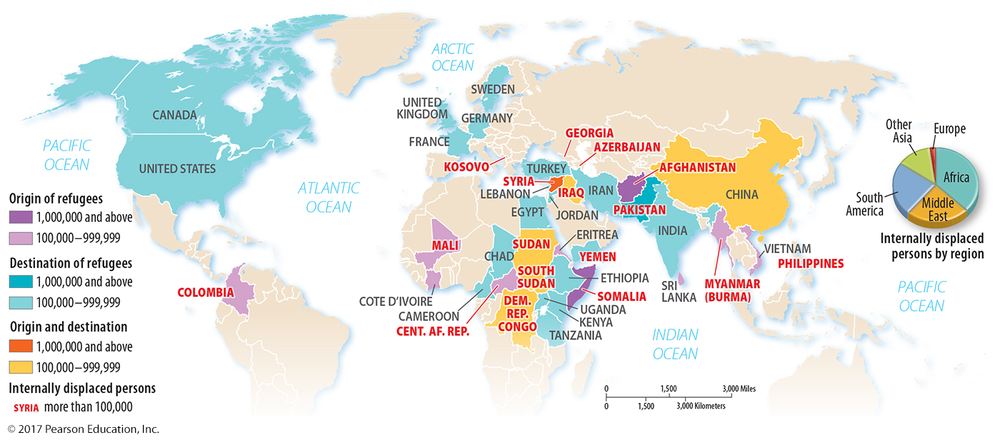 ARCTIC
OCEAN
SWEDEN
UNITED
KINGDOM
GERMANY
CANADA
FRANCE
GEORGIA
AZERBAIJAN
PACIFIC
OCEAN
UNITED STATES
KOSOVO
TURKEY
AFGHANISTAN
SYRIA
LEBANON
IRAQ
IRAN
CHINA
ATLANTIC
OCEAN
EGYPT
JORDAN
PAKISTAN
INDIA
ERITREA
MALI
SUDAN
CHAD
YEMEN
VIETNAM
PHILIPPINES
SOUTH
SUDAN
ETHIOPIA
SRI
LANKA
MYANMAR
(BURMA)
COLOMBIA
COTE D'IVOIRE
CAMEROON
CENT. AF. REP.
DEM.
REP.
CONGO
SOMALIA
UGANDA
KENYA
TANZANIA
INDIAN
OCEAN
PACIFIC
OCEAN
Origin of refugees
1,000,000 and above
100,000–999,999
Destination of refugees
1,000,000 and above
100,000–999,999
Origin and destination
1,000,000 and above
100,000–999,999
Internally displaced persons
SYRIA more than 100,000
Other
Asia
Europe
Africa
South
America
Middle
East
Internally displaced
persons by region
0 1,500 3,000 Miles
0 1,500 3,000 Kilometers
© 2017 Pearson Education, Inc.